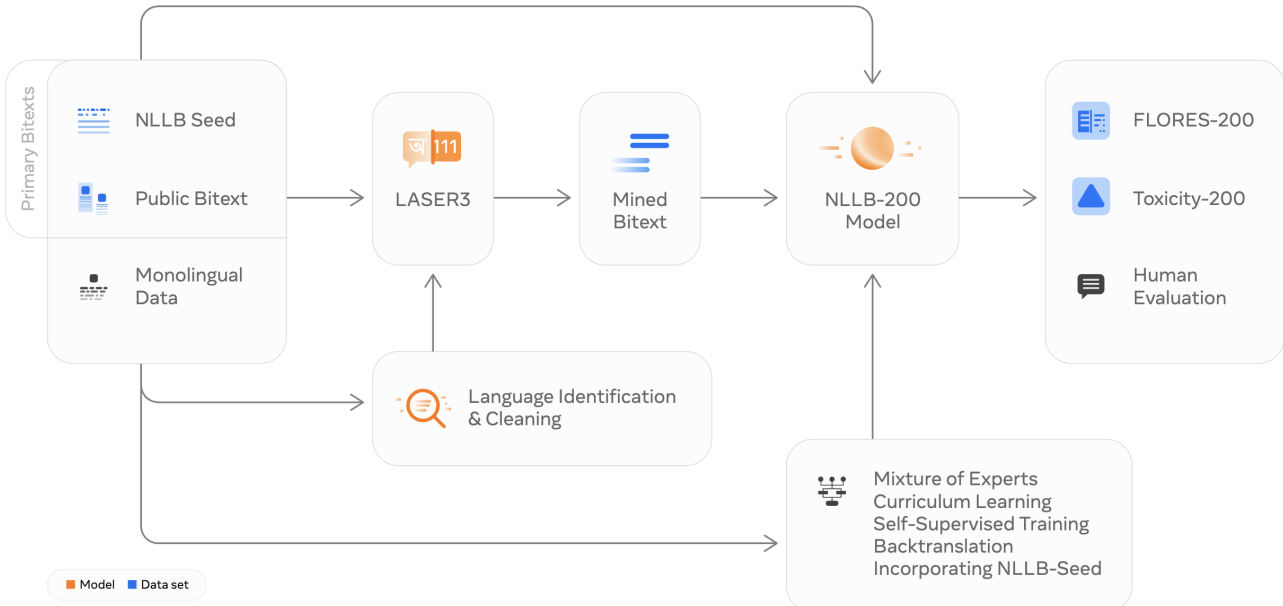 Primary Bitexts
NLLB Seed
Public Bitext
Monolingual
Data
অ 111
LASER3
Mined
Bitext
NLLB-200
Model
FLORES-200
Toxicity-200
Human
Evaluation
Language Identification
& Cleaning
Mixture of Experts
Curriculum Learning
Self-Supervised Training
Backtranslation
Incorporating NLLB-Seed
Model Data set